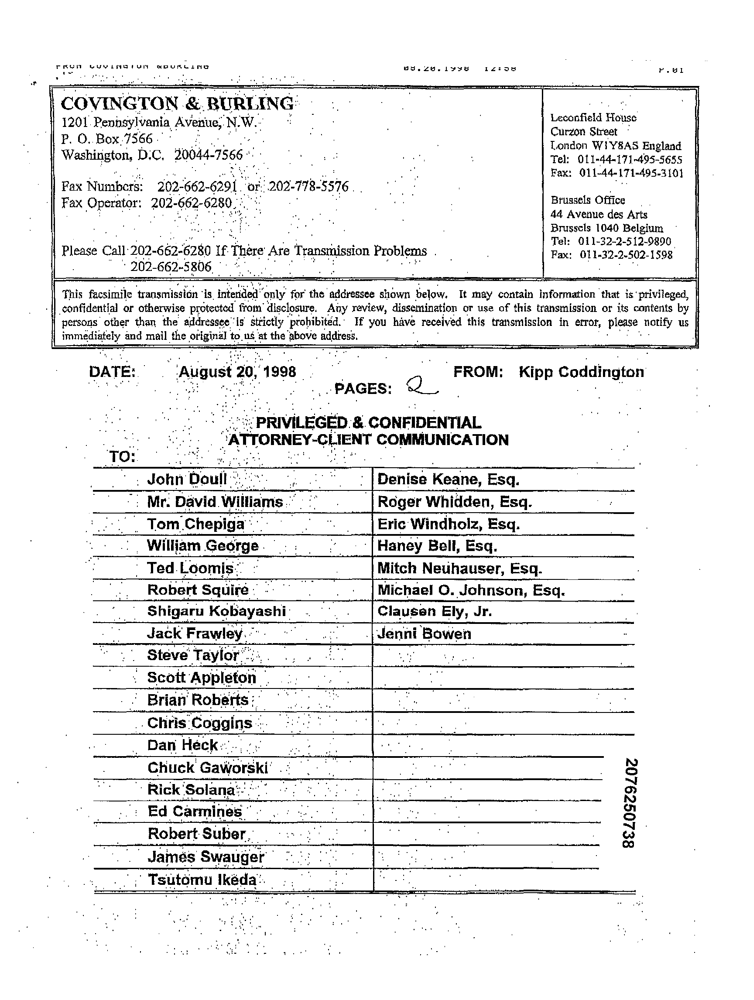 FROM COVINGTON &BURLING 08.20.1998 12:58 P.01
COVINGTON & BURLING
1201 Pennsylvania Avenue, N.W.
P. O. Box 7566
Washington, D.C. 20044-7566
Fax Numbers: 202-662-6291 or 202-778-5576
Fax Operator: 202-662-6280
Please Call 202-662-6280 If There Are Transmission Problems
202-662-5806
Leconfield House
Curzon Street
London W1Y8AS England
Tel: 011-44-171-495-5655
Fax: 011-44-171-495-3101
Brussels Office
44 Avenue des Arts
Brussels 1040 Belgium
Tel: 011-32-2-512-9890
Fax: 011-32-2-502-1598
This facsimile transmission is intended only for the addressee shown below. It may contain information that is privileged,
confidential or otherwise protected from disclosure. Any review, dissemination or use of this transmission or its contents by
persons other than the addressee is strictly prohibited. If you have received this transmission in error, please notify us
immediately and mail the original to us at the above address.
DATE: August 20, 1998 FROM: Kipp Coddington
PAGES: 2
PRIVILEGED & CONFIDENTIAL
ATTORNEY-CLIENT COMMUNICATION
TO:
John Doull Denise Keane, Esq.
Mr. David Williams Roger Whidden, Esq.
Tom Chepiga Eric Windholz, Esq.
William George Haney Bell, Esq.
Ted Loomis Mitch Neuhauser, Esq.
Robert Squire Michael O. Johnson, Esq.
Shigaru Kobayashi Clausen Ely, Jr.
Jack Frawley Jenni Bowen
Steve Taylor
Scott Appleton
Brian Roberts
Chris Coggins
Dan Heck
Chuck Gaworski
Rick Solana
Ed Carmines
Robert Suber
James Swauger
Tsutomu Ikeda
2076250738